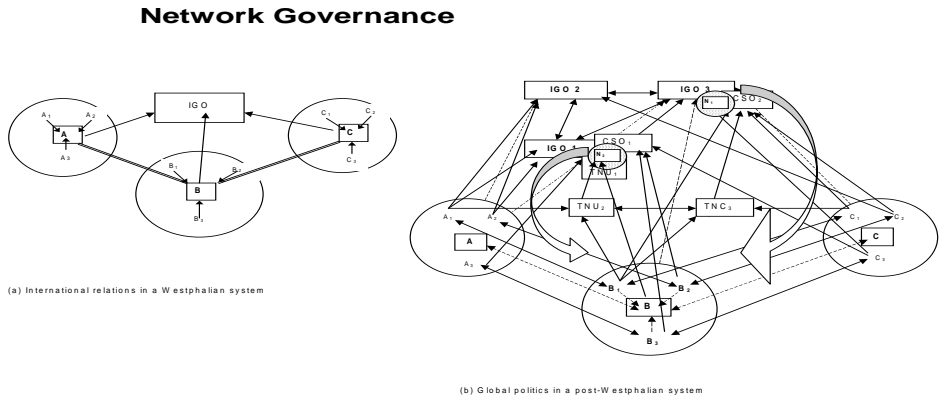 Network Governance
IGO
A₁
A₂
A
A₃
C₁
C₂
C
C₃
B₁
B₂
B
B₃
(a) International relations in a Westphalian system
IGO 2
IGO 3
N₁
CSO₂
IGO 1
CSO₁
N₂
TNU₁
TNU₂
TNC₃
A₁
A₂
A
A₃
C₁
C₂
C
C₃
B₁
B₂
B
B₃
(b) Global politics in a post-Westphalian system